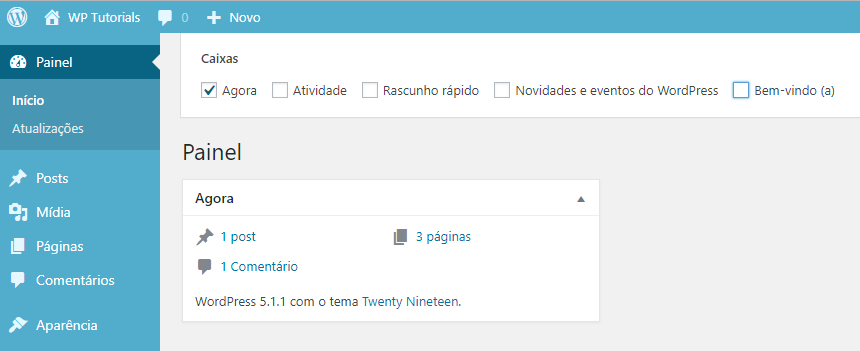 WP Tutorials 0 Novo
Painel
Início
Atualizações
Posts
Mídia
Páginas
Comentários
Aparência
Caixas
Agora Atividade Rascunho rápido Novidades e eventos do WordPress Bem-vindo (a)
Painel
Agora
1 post 3 páginas
1 Comentário
WordPress 5.1.1 com o tema Twenty Nineteen.